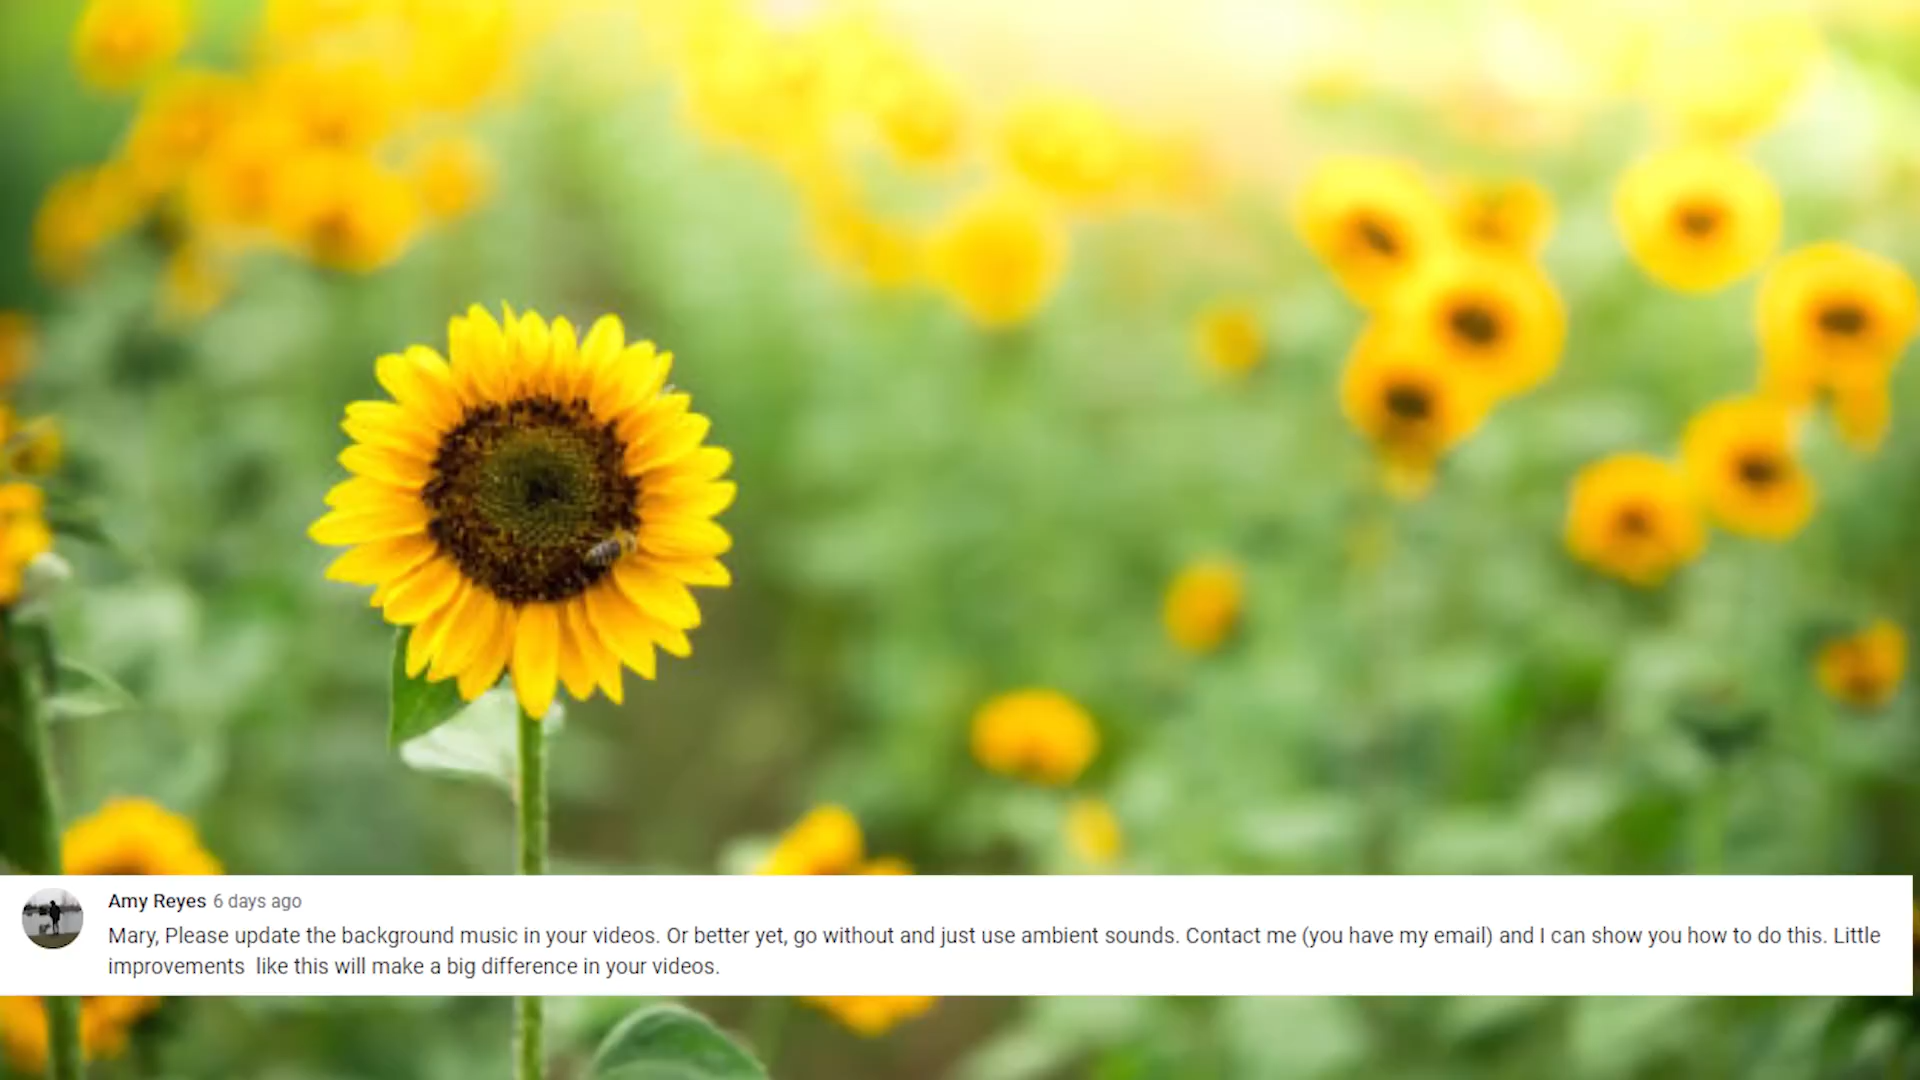 Amy Reyes 6 days ago
Mary, Please update the background music in your videos. Or better yet, go without and just use ambient sounds. Contact me (you have my email) and I can show you how to do this. Little
improvements  like this will make a big difference in your videos.